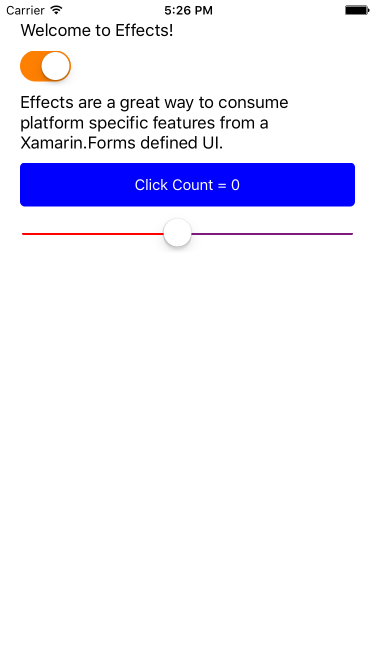 Carrier 5:26 PM
Welcome to Effects!
Effects are a great way to consume
platform specific features from a
Xamarin.Forms defined UI.
Click Count = 0